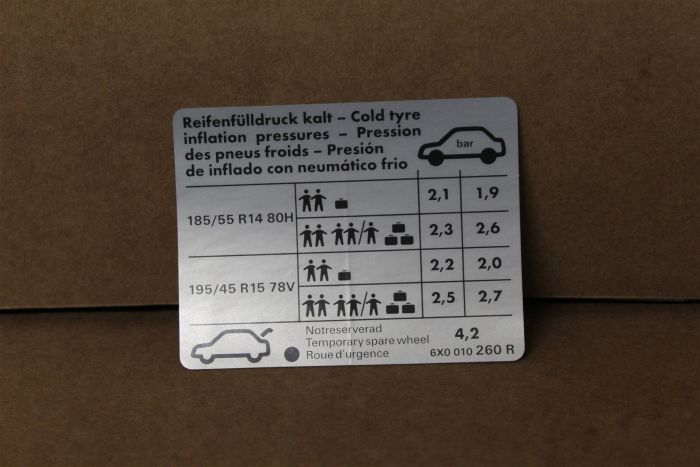 Reifenfülldruck kalt – Cold tyre
inflation pressures – Pression
des pneus froids – Presión
de inflado con neumático frio
bar
185/55 R14 80H
2,1 1,9
2,3 2,6
195/45 R15 78V
2,2 2,0
2,5 2,7
Notreserverad
Temporary spare wheel 4,2
Roue d'urgence 6X0 010 260 R